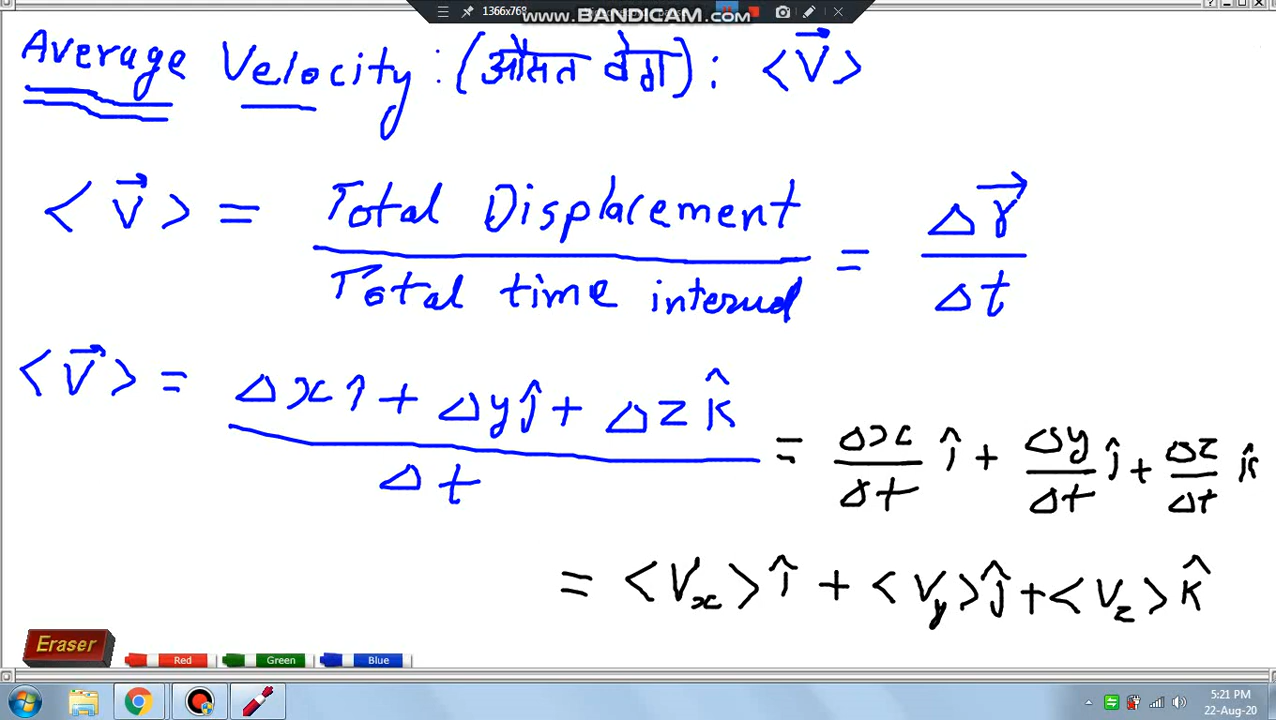 1366x768
www.BANDICAM.com
Average Velocity : (औसत वेग) : <V⃗>
<V⃗> = Total Displacement / Total time interval = Δr⃗ / Δt
<V⃗> = Δx î + Δy ĵ + Δz k̂ / Δt = Δx/Δt î + Δy/Δt ĵ + Δz/Δt k̂
= <Vx> î + <Vy> ĵ + <Vz> k̂
Eraser
Red Green Blue
5:21 PM
22-Aug-20